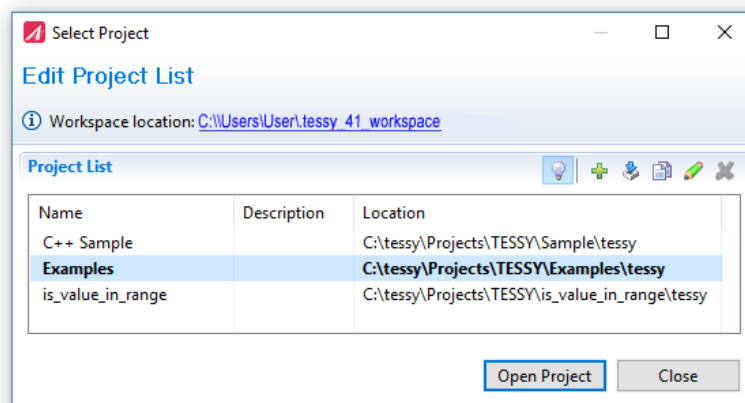 Select Project
Edit Project List
Workspace location: C:\\Users\User\.tessy_41_workspace
Project List
Name Description Location
C++ Sample C:\tessy\Projects\TESSY\Sample\tessy
Examples C:\tessy\Projects\TESSY\Examples\tessy
is_value_in_range C:\tessy\Projects\TESSY\is_value_in_range\tessy
Open Project Close